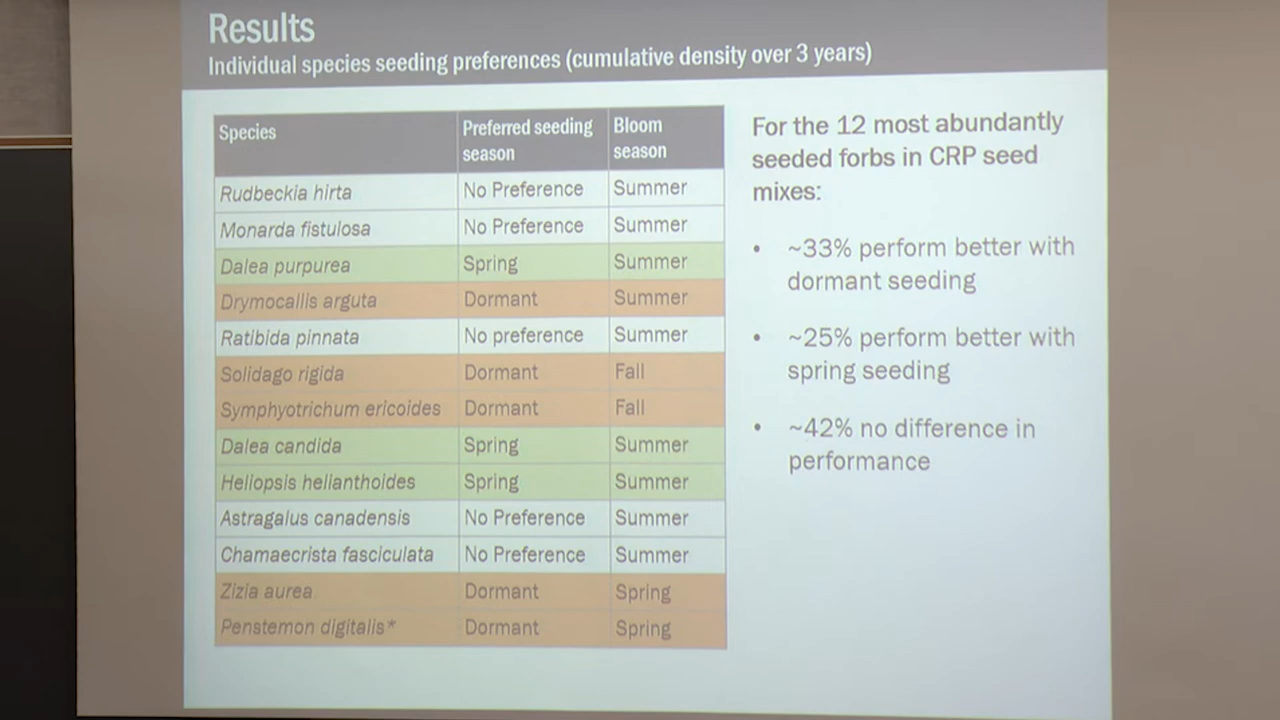 Results
Individual species seeding preferences (cumulative density over 3 years)
Species Preferred seeding season Bloom season
Rudbeckia hirta No Preference Summer
Monarda fistulosa No Preference Summer
Dalea purpurea Spring Summer
Drymocallis arguta Dormant Summer
Ratibida pinnata No preference Summer
Solidago rigida Dormant Fall
Symphyotrichum ericoides Dormant Fall
Dalea candida Spring Summer
Heliopsis helianthoides Spring Summer
Astragalus canadensis No Preference Summer
Chamaecrista fasciculata No Preference Summer
Zizia aurea Dormant Spring
Penstemon digitalis* Dormant Spring
For the 12 most abundantly
seeded forbs in CRP seed
mixes:
• ~33% perform better with
dormant seeding
• ~25% perform better with
spring seeding
• ~42% no difference in
performance